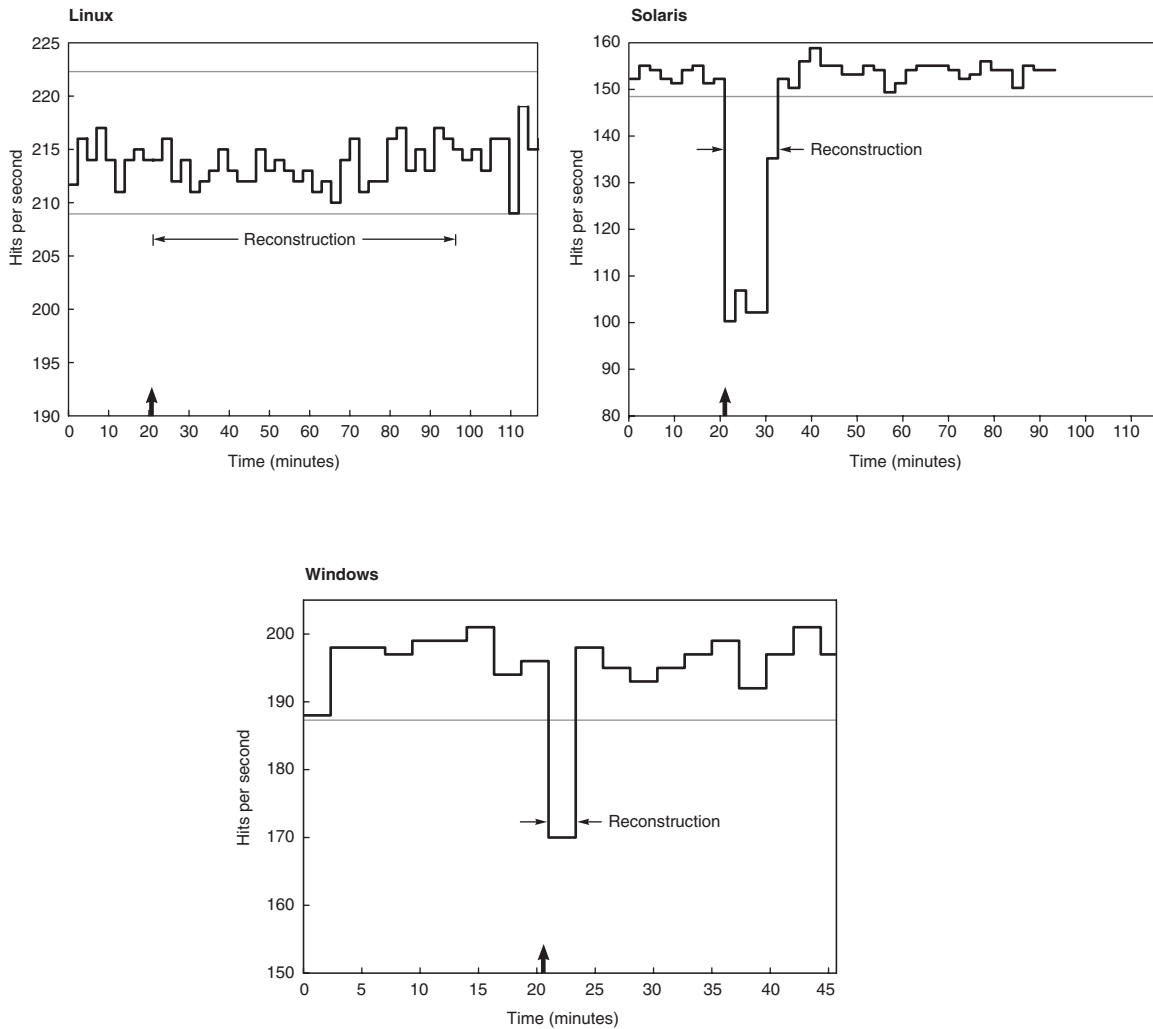 Linux
225
220
215
210
205
200
195
190
Hits per second
Reconstruction
0 10 20 30 40 50 60 70 80 90 100 110
Time (minutes)
Solaris
160
150
140
130
120
110
100
90
80
Hits per second
Reconstruction
0 10 20 30 40 50 60 70 80 90 100 110
Time (minutes)
Windows
200
190
180
170
160
150
Hits per second
Reconstruction
0 5 10 15 20 25 30 35 40 45
Time (minutes)